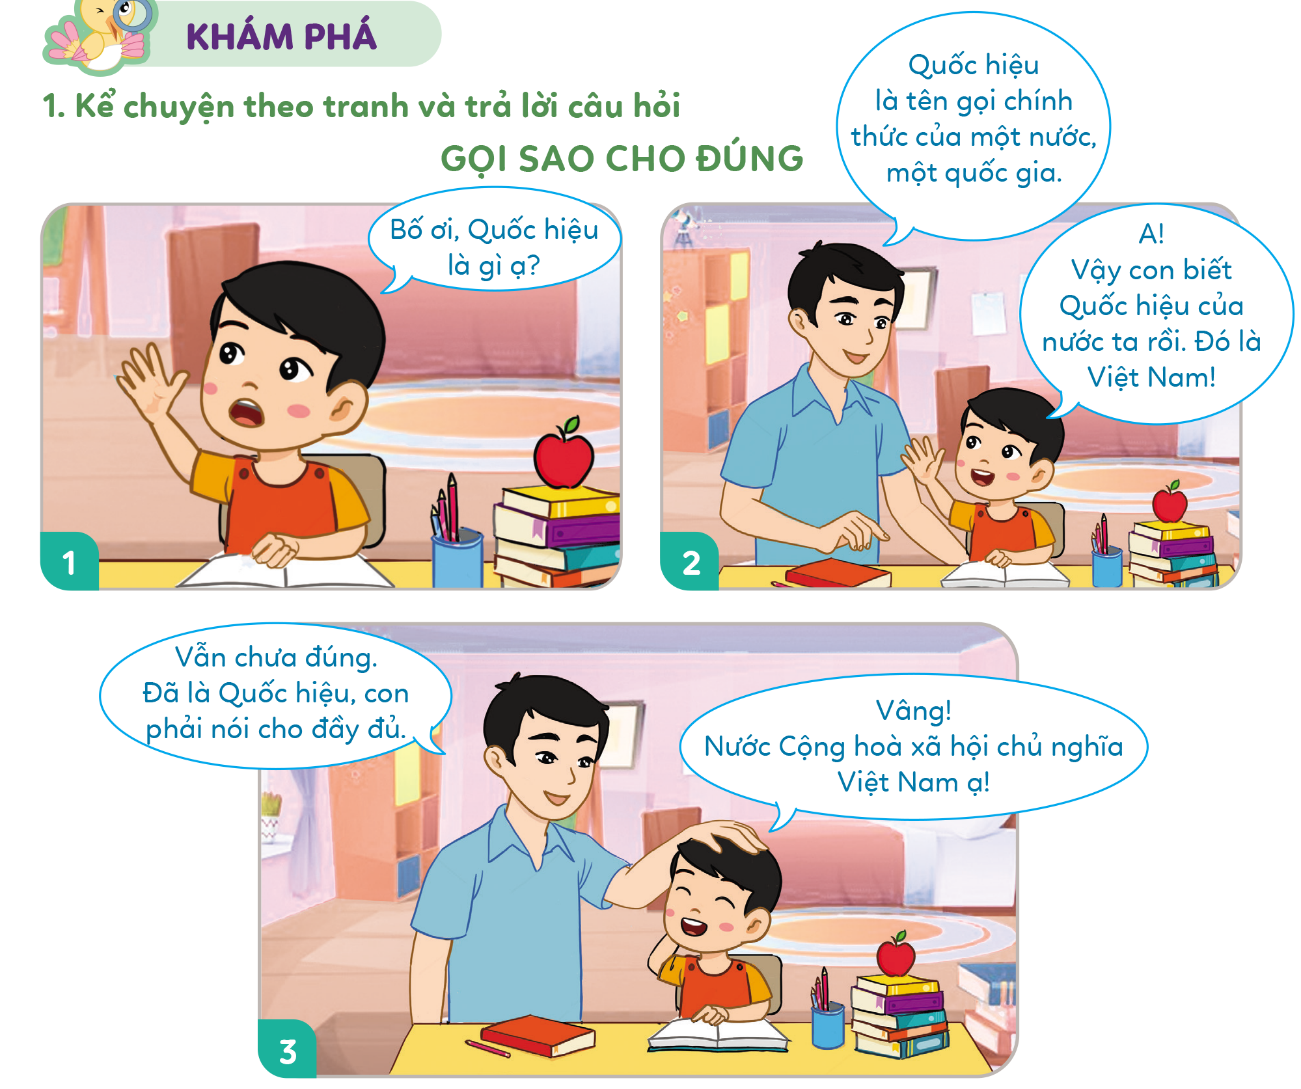 KHÁM PHÁ
1. Kể chuyện theo tranh và trả lời câu hỏi
GỌI SAO CHO ĐÚNG
Bố ơi, Quốc hiệu
là gì ạ?
1
Quốc hiệu
là tên gọi chính
thức của một nước,
một quốc gia.
A!
Vậy con biết
Quốc hiệu của
nước ta rồi. Đó là
Việt Nam!
2
Vẫn chưa đúng.
Đã là Quốc hiệu, con
phải nói cho đầy đủ.
Vâng!
Nước Cộng hoà xã hội chủ nghĩa
Việt Nam ạ!
3